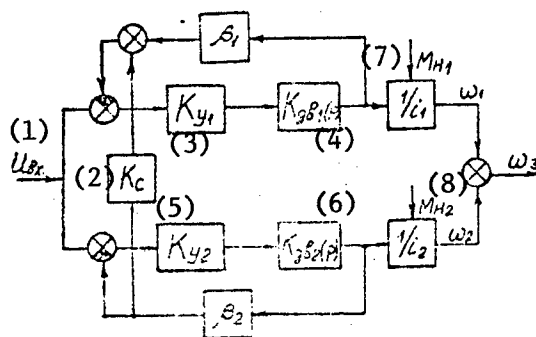 β₁
(7) Mн₁
(1) Kу₁ Kдв₁(p) 1/i₁ ω₁
Uвх. (2) Kс (3) (4) (8) ω₃
(5) (6) Mн₂
Kу₂ Kдв₂(p) 1/i₂ ω₂
β₂